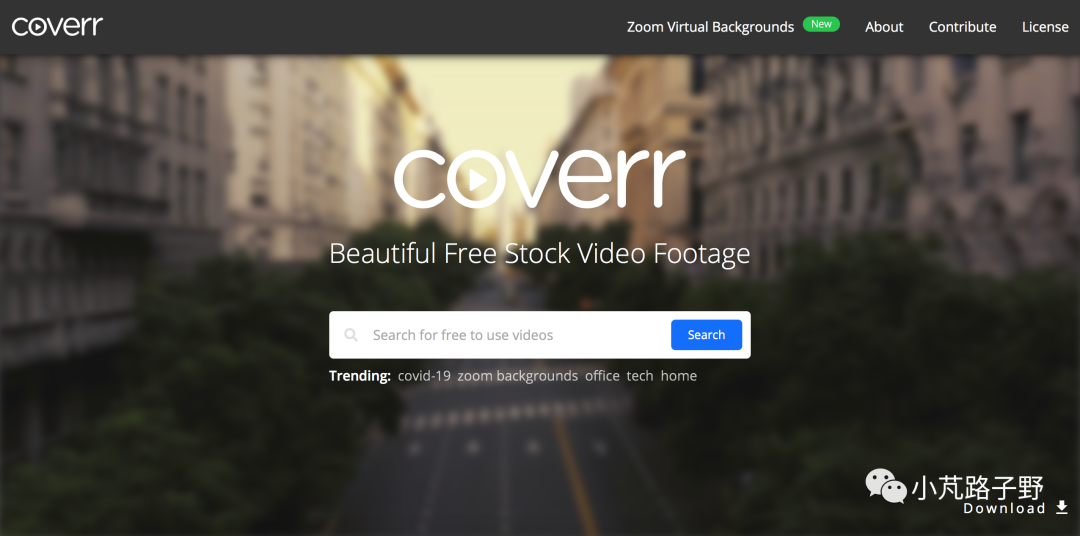 coverr
Zoom Virtual Backgrounds New About Contribute License
coverr
Beautiful Free Stock Video Footage
Search for free to use videos Search
Trending: covid-19 zoom backgrounds office tech home
小芃路子野
Download